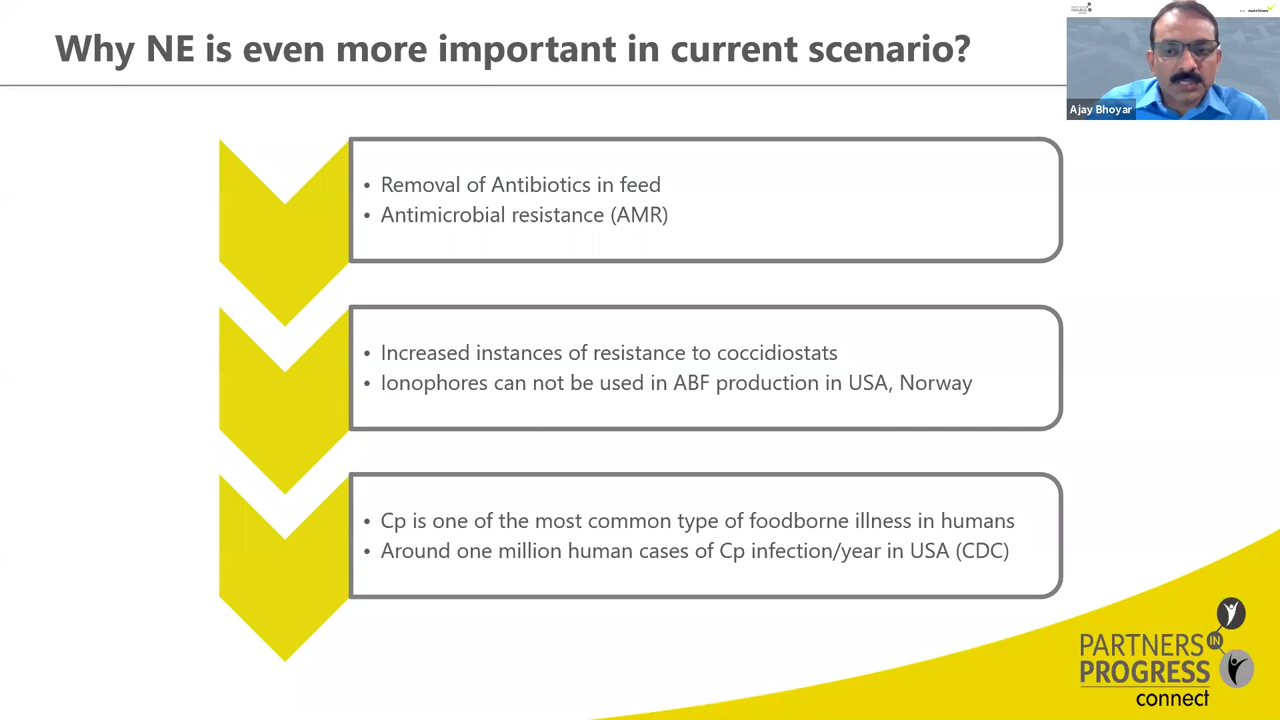 Why NE is even more important in current scenario?
Ajay Bhoyar
• Removal of Antibiotics in feed
• Antimicrobial resistance (AMR)
• Increased instances of resistance to coccidiostats
• Ionophores can not be used in ABF production in USA, Norway
• Cp is one of the most common type of foodborne illness in humans
• Around one million human cases of Cp infection/year in USA (CDC)
PARTNERS
IN
PROGRESS
connect